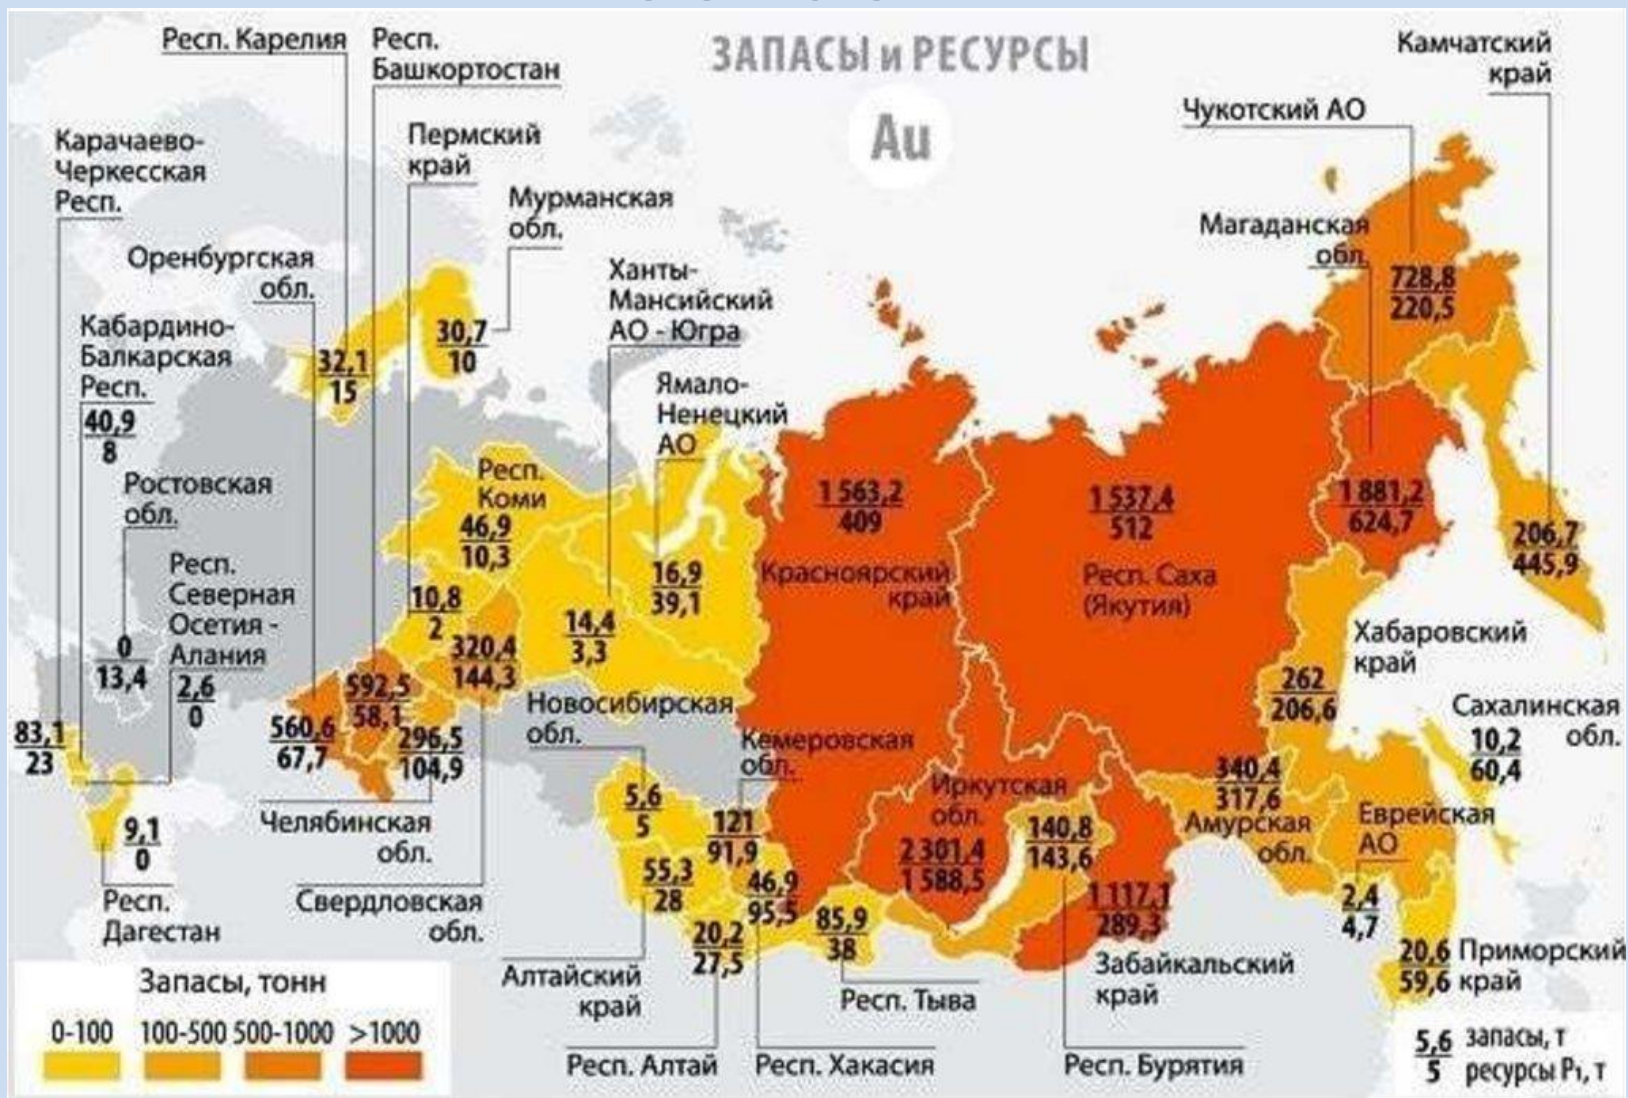 ЗАПАСЫ и РЕСУРСЫ
Au
Респ. Карелия
32,1
15
Респ.
Башкортостан
592,5
58,1
Камчатский
край
206,7
445,9
Чукотский АО
728,8
220,5
Карачаево-
Черкесская
Респ.
83,1
23
Пермский
край
10,8
2
Мурманская
обл.
30,7
10
Магаданская
обл.
1 881,2
624,7
Оренбургская
обл.
560,6
67,7
Ханты-
Мансийский
АО - Югра
14,4
3,3
Кабардино-
Балкарская
Респ.
40,9
8
Ямало-
Ненецкий
АО
16,9
39,1
Респ.
Коми
46,9
10,3
Ростовская
обл.
0
13,4
Респ.
Северная
Осетия -
Алания
2,6
0
1 563,2
409
Красноярский
край
1 537,4
512
Респ. Саха
(Якутия)
320,4
144,3
Хабаровский
край
262
206,6
Новосибирская
обл.
5,6
5
Сахалинская
обл.
10,2
60,4
296,5
104,9
Челябинская
обл.
Кемеровская
обл.
121
91,9
Иркутская
обл.
2 301,4
1 588,5
140,8
143,6
340,4
317,6
Амурская
обл.
Еврейская
АО
2,4
4,7
9,1
0
Респ.
Дагестан
Свердловская
обл.
55,3
28
Алтайский
край
46,9
95,5
85,9
38
Респ. Тыва
1 117,1
289,3
Забайкальский
край
20,2
27,5
20,6
59,6
Приморский
край
Респ. Алтай
Респ. Хакасия
Респ. Бурятия
Запасы, тонн
0-100 100-500 500-1000 >1000
5,6 запасы, т
5 ресурсы P₁, т